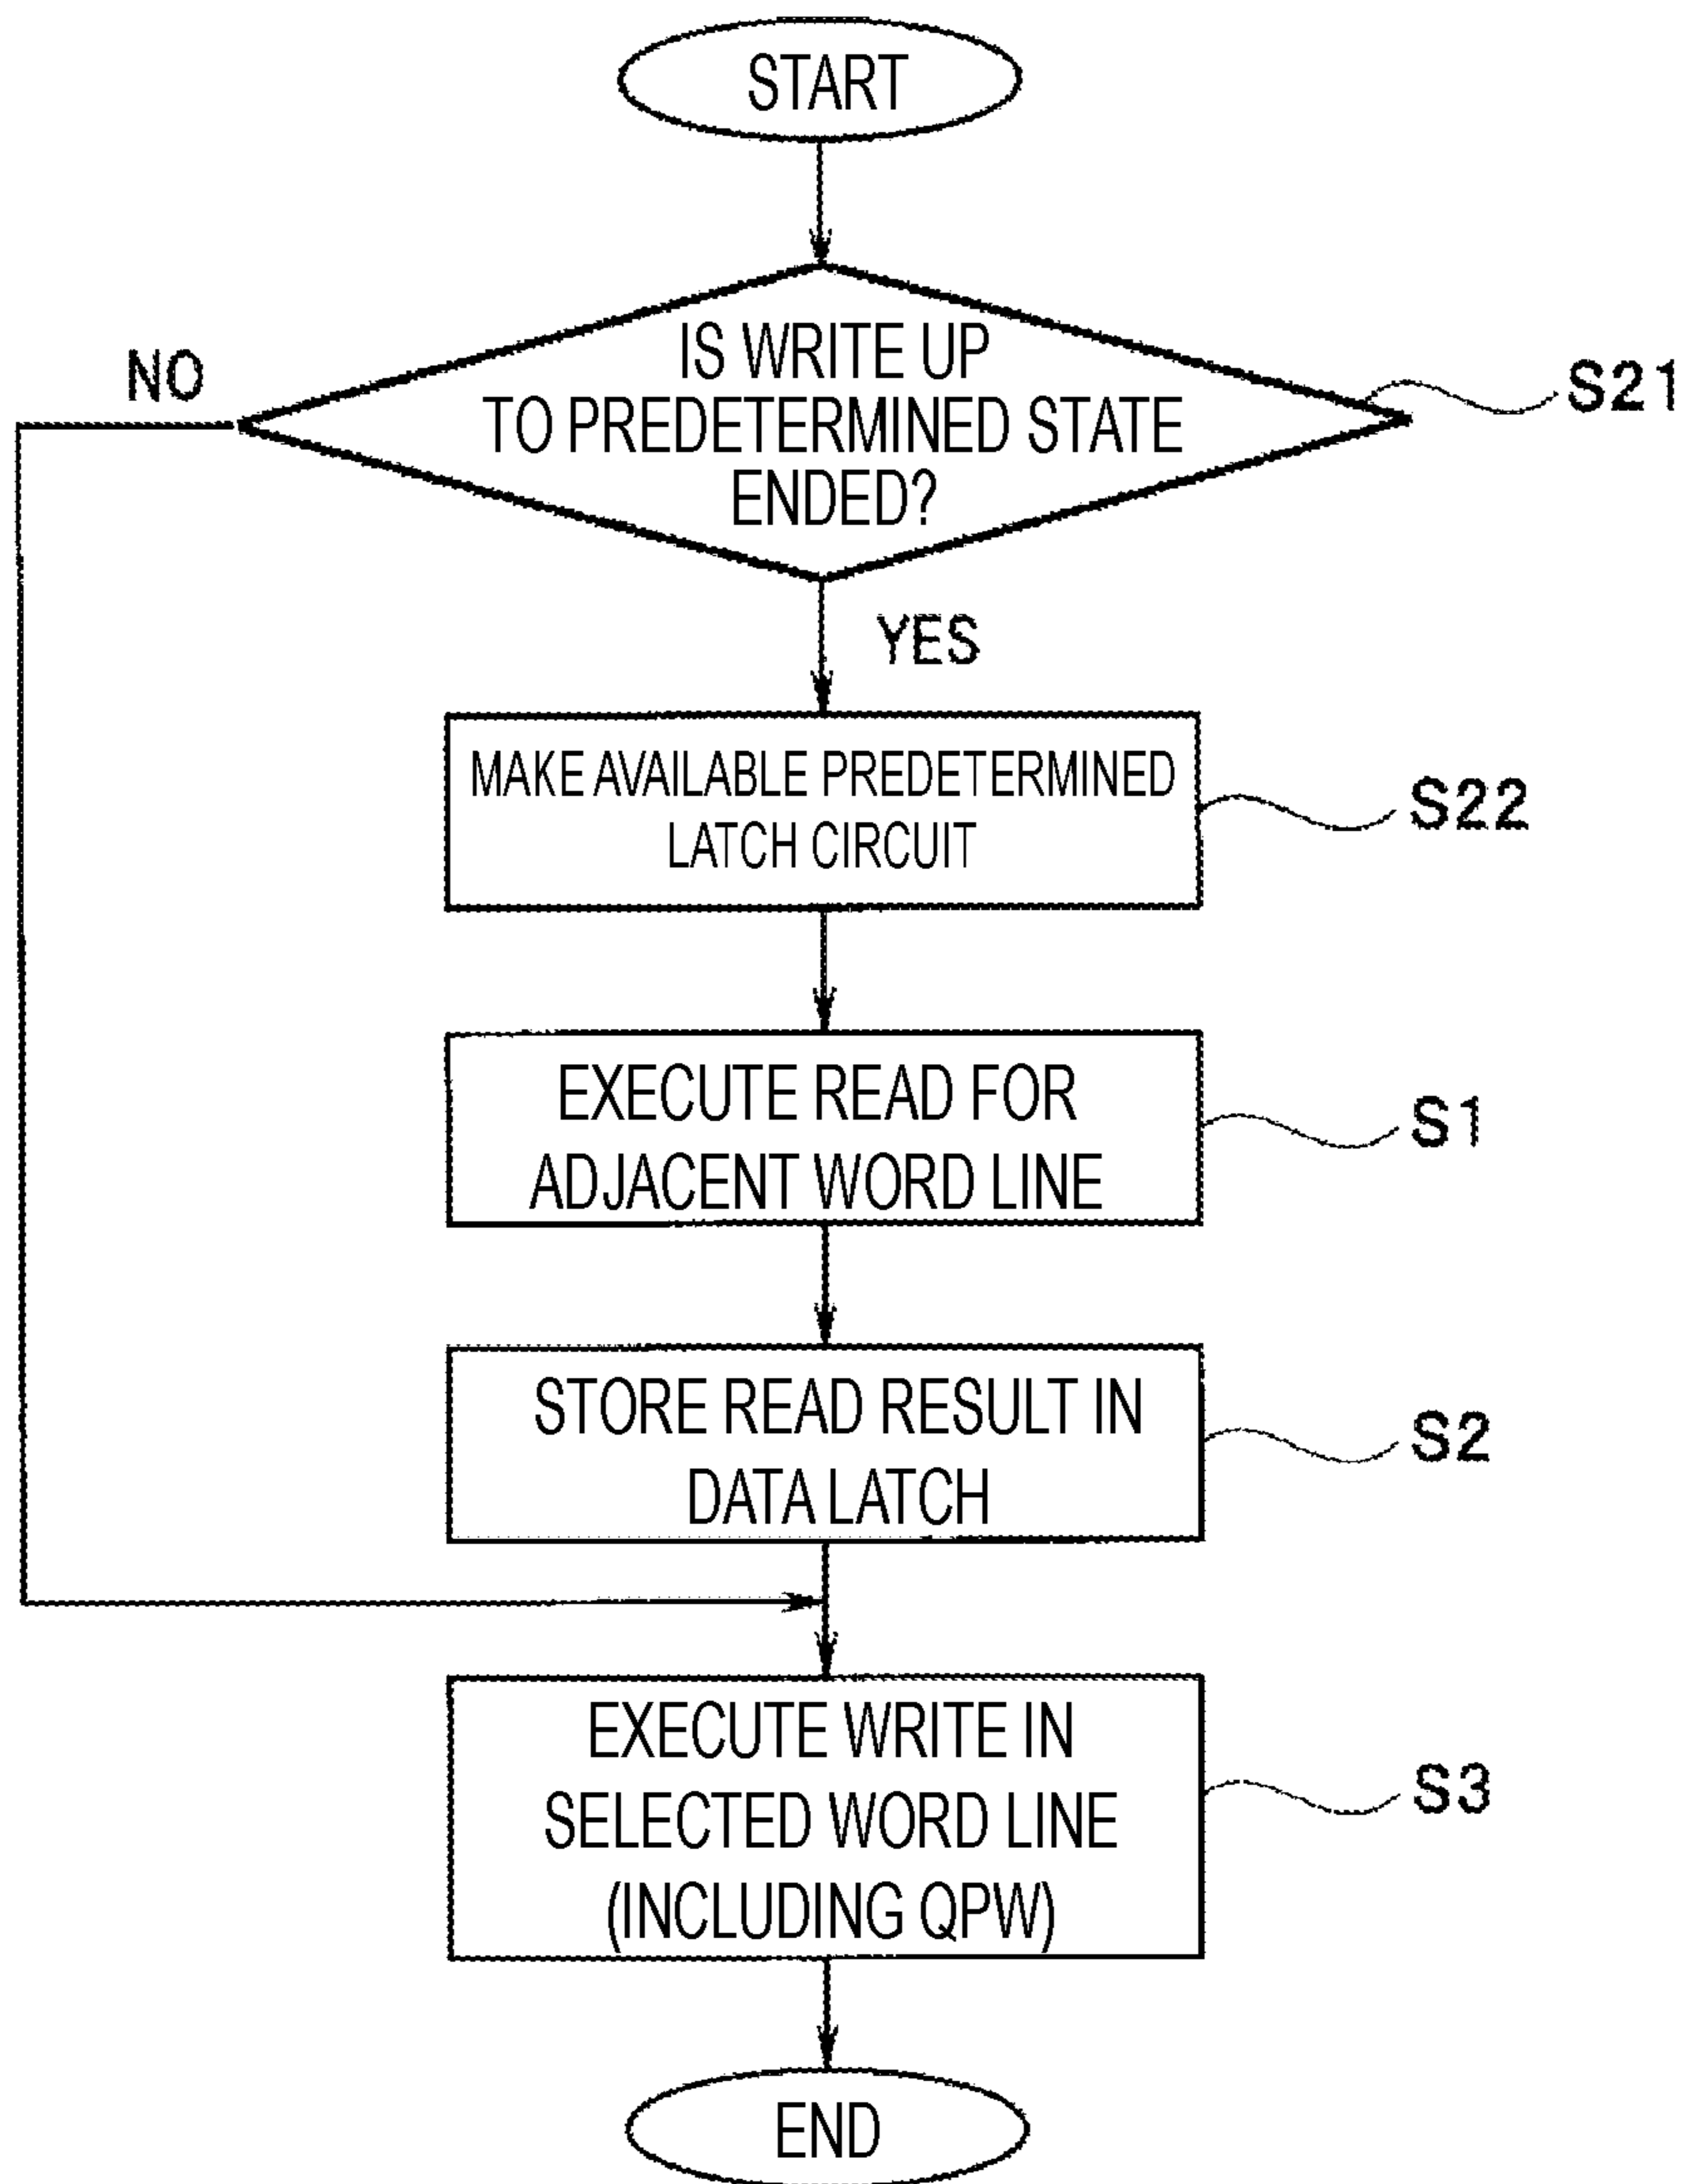 START
IS WRITE UP
TO PREDETERMINED STATE
ENDED?
S21
NO
YES
MAKE AVAILABLE PREDETERMINED
LATCH CIRCUIT
S22
EXECUTE READ FOR
ADJACENT WORD LINE
S1
STORE READ RESULT IN
DATA LATCH
S2
EXECUTE WRITE IN
SELECTED WORD LINE
(INCLUDING QPW)
S3
END